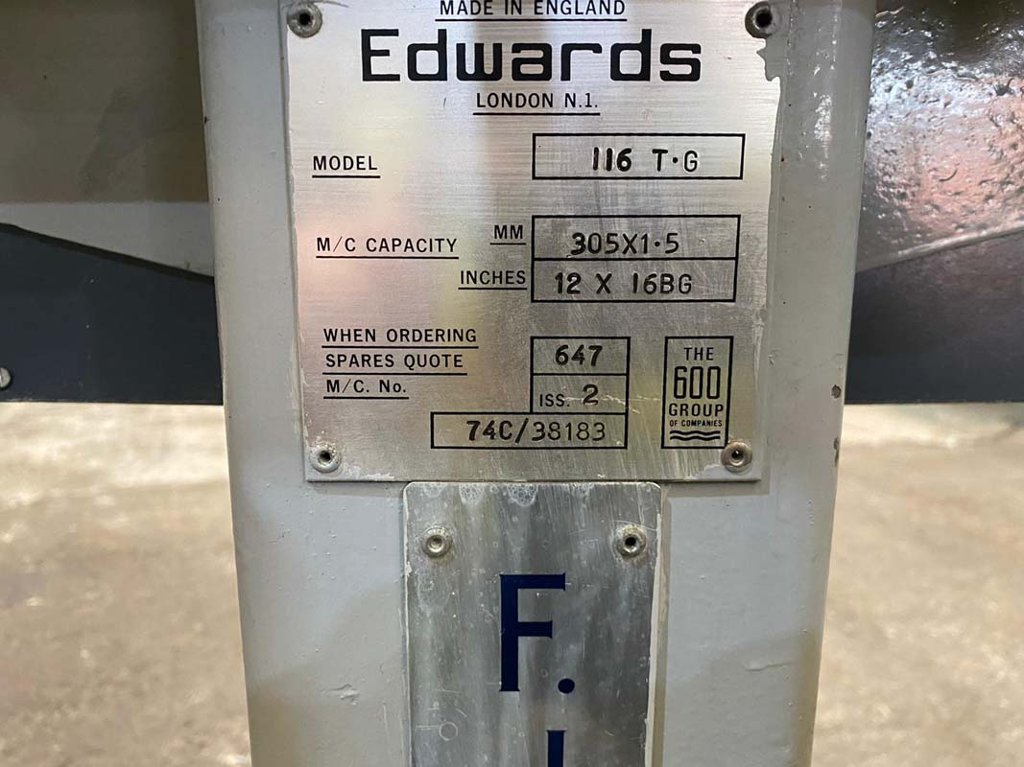 MADE IN ENGLAND
Edwards
LONDON N.1.
MODEL 116 T·G
M/C CAPACITY MM 305X1·5
INCHES 12 X 16BG
WHEN ORDERING
SPARES QUOTE 647
M/C. No. ISS. 2
74C/38183
THE
600
GROUP
OF COMPANIES
F.